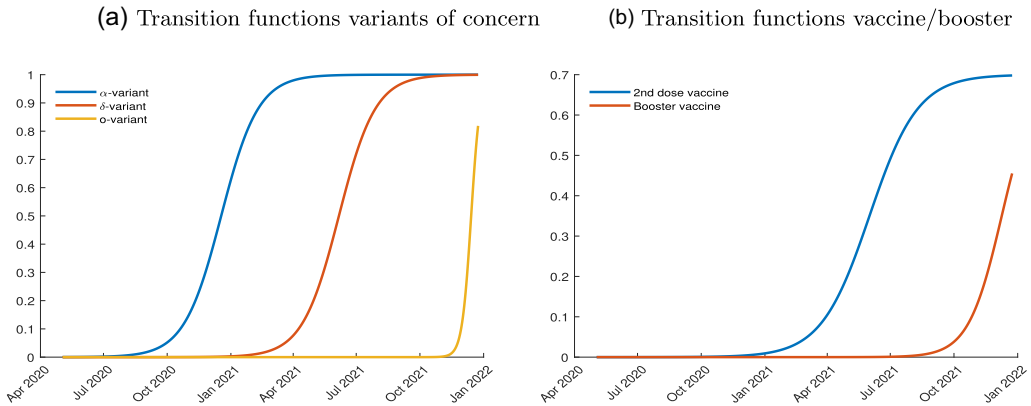 (a) Transition functions variants of concern
1
0.9
0.8
0.7
0.6
0.5
0.4
0.3
0.2
0.1
0
α-variant
δ-variant
o-variant
Apr 2020
Jul 2020
Oct 2020
Jan 2021
Apr 2021
Jul 2021
Oct 2021
Jan 2022
(b) Transition functions vaccine/booster
0.7
0.6
0.5
0.4
0.3
0.2
0.1
0
2nd dose vaccine
Booster vaccine
Apr 2020
Jul 2020
Oct 2020
Jan 2021
Apr 2021
Jul 2021
Oct 2021
Jan 2022